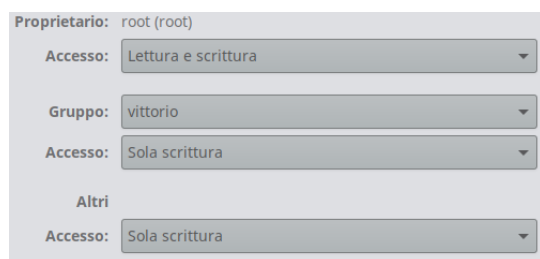 Proprietario: root (root)
Accesso: Lettura e scrittura
Gruppo: vittorio
Accesso: Sola scrittura
Altri
Accesso: Sola scrittura